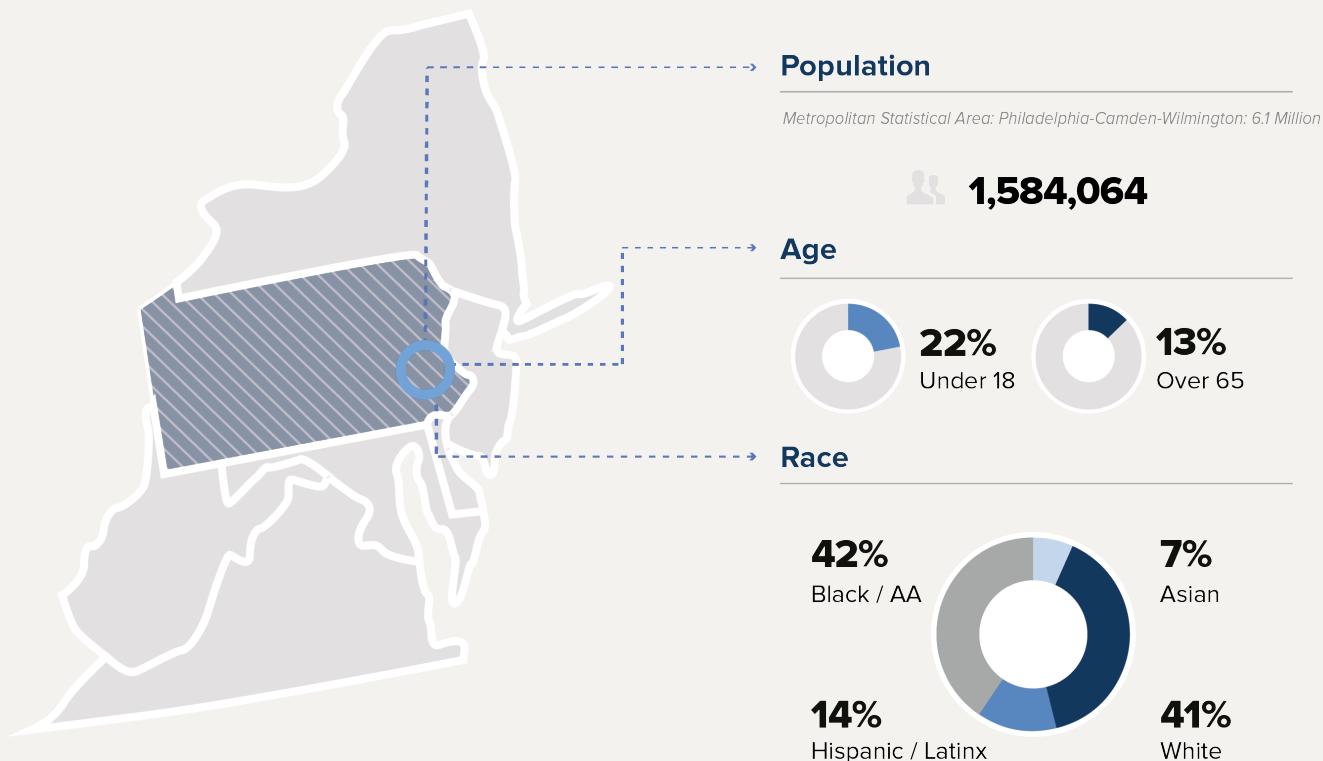 Population
Metropolitan Statistical Area: Philadelphia-Camden-Wilmington: 6.1 Million
1,584,064
Age
22%
Under 18
13%
Over 65
Race
42%
Black / AA
7%
Asian
14%
Hispanic / Latinx
41%
White